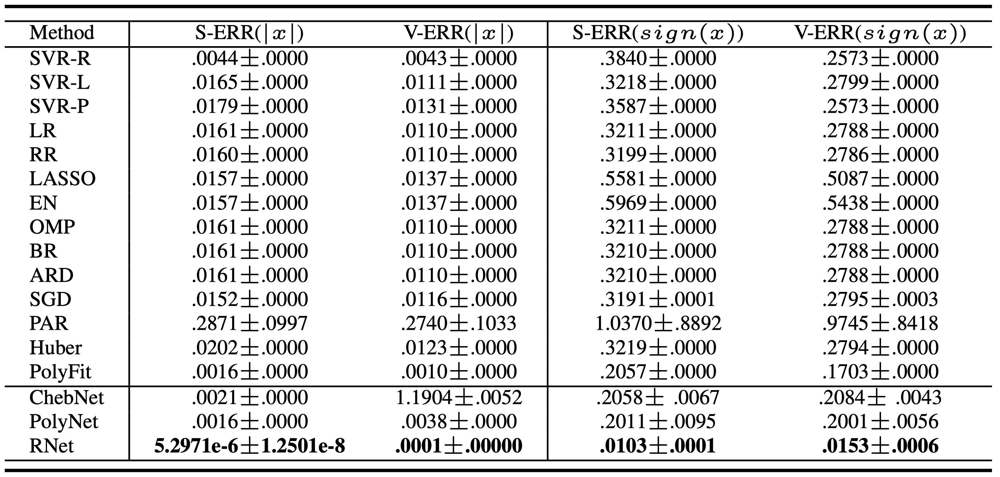 Method S-ERR(|x|) V-ERR(|x|) S-ERR(sign(x)) V-ERR(sign(x))
SVR-R .0044±.0000 .0043±.0000 .3840±.0000 .2573±.0000
SVR-L .0165±.0000 .0111±.0000 .3218±.0000 .2799±.0000
SVR-P .0179±.0000 .0131±.0000 .3587±.0000 .2573±.0000
LR .0161±.0000 .0110±.0000 .3211±.0000 .2788±.0000
RR .0160±.0000 .0110±.0000 .3199±.0000 .2786±.0000
LASSO .0157±.0000 .0137±.0000 .5581±.0000 .5087±.0000
EN .0157±.0000 .0137±.0000 .5969±.0000 .5438±.0000
OMP .0161±.0000 .0110±.0000 .3211±.0000 .2788±.0000
BR .0161±.0000 .0110±.0000 .3210±.0000 .2788±.0000
ARD .0161±.0000 .0110±.0000 .3210±.0000 .2788±.0000
SGD .0152±.0000 .0116±.0000 .3191±.0001 .2795±.0003
PAR .2871±.0997 .2740±.1033 1.0370±.8892 .9745±.8418
Huber .0202±.0000 .0123±.0000 .3219±.0000 .2794±.0000
PolyFit .0016±.0000 .0010±.0000 .2057±.0000 .1703±.0000
ChebNet .0021±.0000 1.1904±.0052 .2058± .0067 .2084± .0043
PolyNet .0016±.0000 .0038±.0000 .2011±.0095 .2001±.0056
RNet 5.2971e-6±1.2501e-8 .0001±.00000 .0103±.0001 .0153±.0006